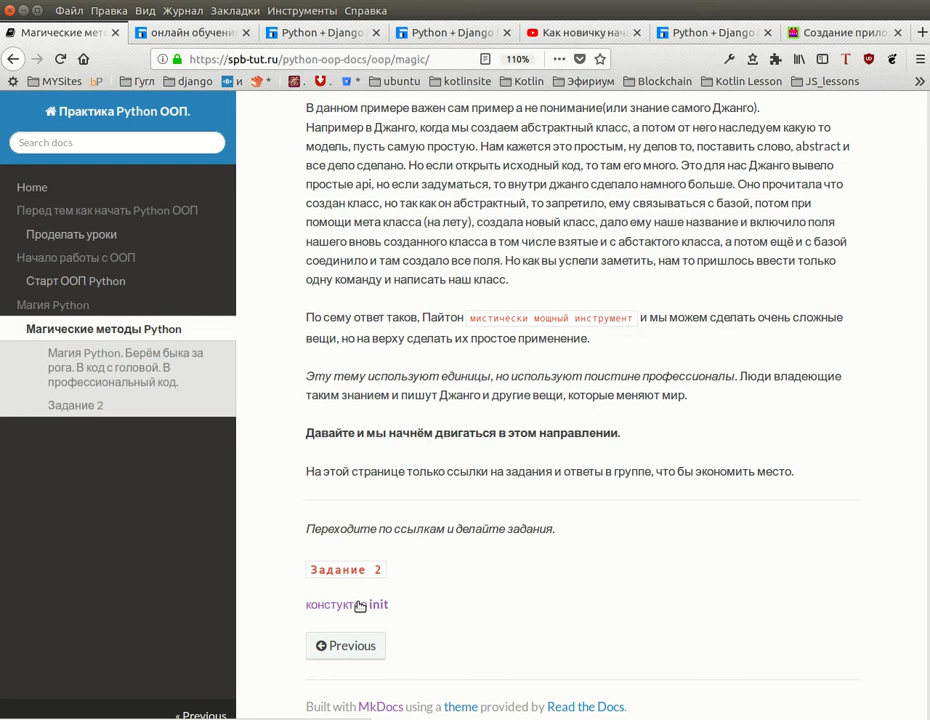 Файл Правка Вид Журнал Закладки Инструменты Справка
Магические мето
онлайн обучени
Python + Django
Python + Django
Как новичку нач
Python + Django
Создание прило
https://spb-tut.ru/python-oop-docs/oop/magic/
110%
MYSites
bP
Гугл
django
и
ubuntu
kotlinsite
Kotlin
Эфириум
Blockchain
Kotlin Lesson
JS_lessons
Практика Python ООП.
Search docs
Home
Перед тем как начать Python ООП
Проделать уроки
Начало работы с ООП
Старт ООП Python
Магия Python
Магические методы Python
Магия Python. Берём быка за
рога. В код с головой. В
профессиональный код.
Задание 2
« Previous
В данном примере важен сам пример а не понимание(или знание самого Джанго).
Например в Джанго, когда мы создаем абстрактный класс, а потом от него наследуем какую то
модель, пусть самую простую. Нам кажется это простым, ну делов то, поставить слово, abstract и
все дело сделано. Но если открыть исходный код, то там его много. Это для нас Джанго вывело
простые api, но если задуматься, то внутри джанго сделало намного больше. Оно прочитала что
создан класс, но так как он абстрактный, то запретило, ему связываться с базой, потом при
помощи мета класса (на лету), создала новый класс, дало ему наше название и включило поля
нашего вновь созданного класса в том числе взятые и с абстактого класса, а потом ещё и с базой
соединило и там создало все поля. Но как вы успели заметить, нам то пришлось ввести только
одну команду и написать наш класс.
По сему ответ таков, Пайтон мистически мощный инструмент и мы можем сделать очень сложные
вещи, но на верху сделать их простое применение.
Эту тему используют единицы, но используют поистине профессионалы. Люди владеющие
таким знанием и пишут Джанго и другие вещи, которые меняют мир.
Давайте и мы начнём двигаться в этом направлении.
На этой странице только ссылки на задания и ответы в группе, что бы экономить место.
Переходите по ссылкам и делайте задания.
Задание 2
init
Previous
Built with MkDocs using a theme provided by Read the Docs.